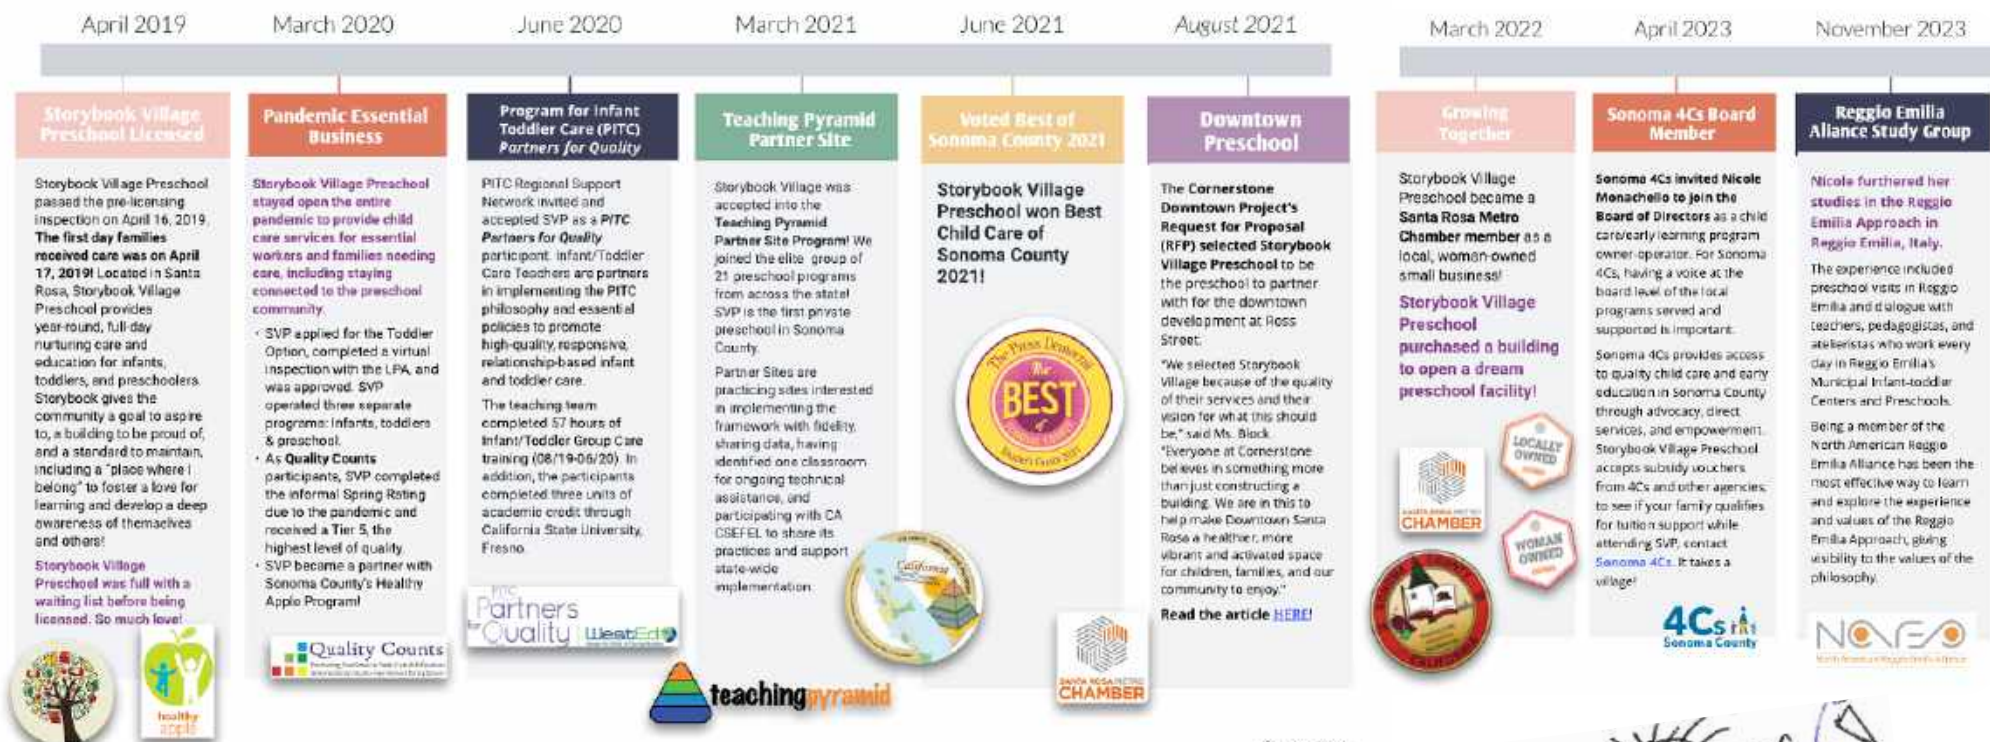 April 2019
Storybook Village
Preschool Licensed
Storybook Village Preschool
passed the pre-licensing
inspection on April 16, 2019.
The first day families
received care was on April
17, 2019! Located in Santa
Rosa, Storybook Village
Preschool provides
year-round, full-day
nurturing care and
education for infants,
toddlers, and preschoolers.
Storybook gives the
community a goal to aspire
to, a building to be proud of,
and a standard to maintain,
including a "place where I
belong" to foster a love for
learning and develop a deep
awareness of themselves
and others!
Storybook Village
Preschool was full with a
waiting list before being
licensed. So much love!
healthy
apple
March 2020
Pandemic Essential
Business
Storybook Village Preschool
stayed open the entire
pandemic to provide child
care services for essential
workers and families needing
care, including staying
connected to the preschool
community.
• SVP applied for the Toddler
Option, completed a virtual
inspection with the LPA, and
was approved. SVP
operated three separate
programs: Infants, toddlers
& preschool.
• As Quality Counts
participants, SVP completed
the informal Spring Rating
due to the pandemic and
received a Tier 5, the
highest level of quality.
• SVP became a partner with
Sonoma County's Healthy
Apple Program!
Quality Counts
June 2020
Program for Infant
Toddler Care (PITC)
Partners for Quality
PITC Regional Support
Network invited and
accepted SVP as a PITC
Partners for Quality
participant. Infant/Toddler
Care Teachers are partners
in implementing the PITC
philosophy and essential
policies to promote
high-quality, responsive,
relationship-based infant
and toddler care.
The teaching team
completed 57 hours of
Infant/Toddler Group Care
training (08/19-06/20). In
addition, the participants
completed three units of
academic credit through
California State University,
Fresno.
PITC
Partners
for Quality WestEd
March 2021
Teaching Pyramid
Partner Site
Storybook Village was
accepted into the
Teaching Pyramid
Partner Site Program! We
joined the elite group of
21 preschool programs
from across the state!
SVP is the first private
preschool in Sonoma
County.
Partner Sites are
practicing sites interested
in implementing the
framework with fidelity,
sharing data, having
identified one classroom
for ongoing technical
assistance, and
participating with CA
CSEFEL to share its
practices and support
state-wide
implementation.
California
teachingpyramid
June 2021
Voted Best of
Sonoma County 2021
Storybook Village
Preschool won Best
Child Care of
Sonoma County
2021!
The Press Democrat
The
BEST
August 2021
Downtown
Preschool
The Cornerstone
Downtown Project's
Request for Proposal
(RFP) selected Storybook
Village Preschool to be
the preschool to partner
with for the downtown
development at Ross
Street.
"We selected Storybook
Village because of the quality
of their services and their
vision for what this should
be," said Ms. Block.
"Everyone at Cornerstone
believes in something more
than just constructing a
building. We are in this to
help make Downtown Santa
Rosa a healthier, more
vibrant and activated space
for children, families, and our
community to enjoy."
Read the article HERE!
SANTA ROSA METRO
CHAMBER
March 2022
Growing
Together
Storybook Village
Preschool became a
Santa Rosa Metro
Chamber member as a
local, woman-owned
small business!
Storybook Village
Preschool
purchased a building
to open a dream
preschool facility!
LOCALLY
OWNED
SANTA ROSA METRO
CHAMBER
WOMAN
OWNED
CALIFORNIA
April 2023
Sonoma 4Cs Board
Member
Sonoma 4Cs invited Nicole
Monachello to join the
Board of Directors as a child
care/early learning program
owner-operator. For Sonoma
4Cs, having a voice at the
board level of the local
programs served and
supported is important.
Sonoma 4Cs provides access
to quality child care and early
education in Sonoma County
through advocacy, direct
services, and empowerment.
Storybook Village Preschool
accepts subsidy vouchers
from 4Cs and other agencies,
to see if your family qualifies
for tuition support while
attending SVP, contact
Sonoma 4Cs. It takes a
village!
4Cs
Sonoma County
November 2023
Reggio Emilia
Aliance Study Group
Nicole furthered her
studies in the Reggio
Emilia Approach in
Reggio Emilia, Italy.
The experience included
preschool visits in Reggio
Emilia and dialogue with
teachers, pedagogistas, and
atelieristas who work every
day in Reggio Emilia's
Municipal Infant-toddler
Centers and Preschools.
Being a member of the
North American Reggio
Emilia Alliance has been the
most effective way to learn
and explore the experience
and values of the Reggio
Emilia Approach, giving
visibility to the values of the
philosophy.
North American Reggio Emilia Alliance